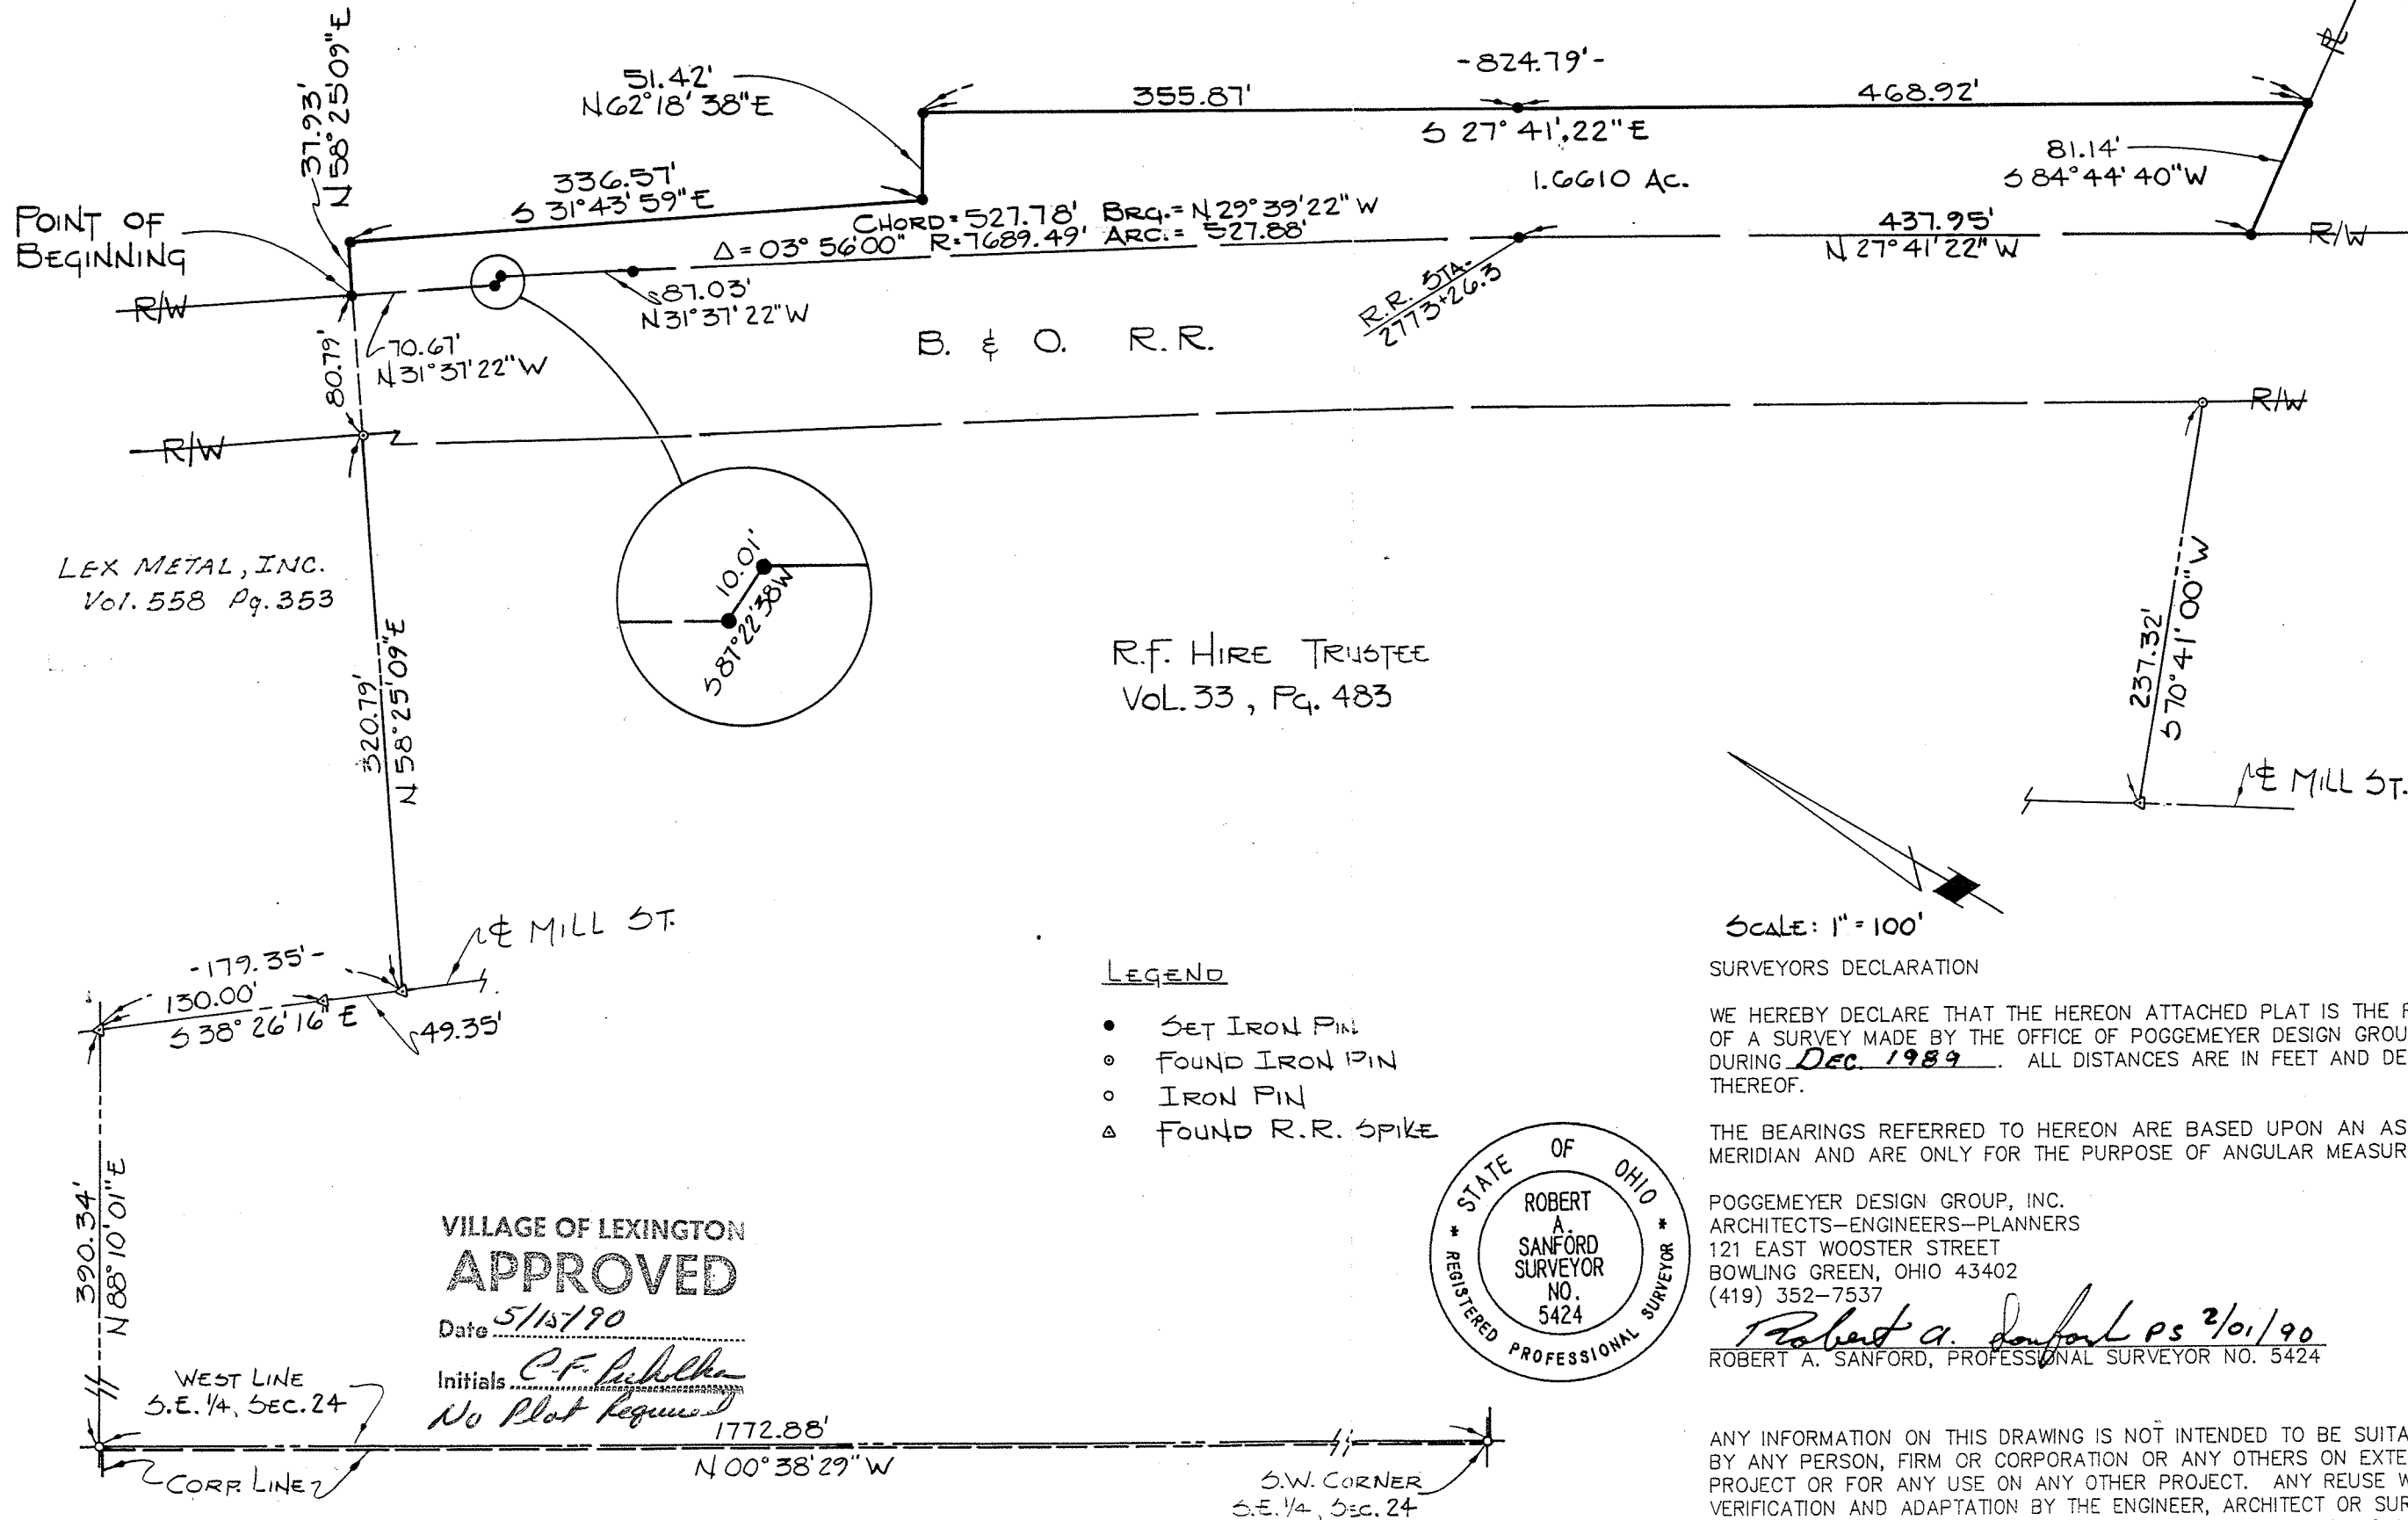 37.93'
N 58° 25' 09" E
51.42'
N 62° 18' 38" E
- 824.79' -
355.87'
468.92'
S 27° 41' 22" E
1.6610 AC.
81.14'
S 84° 44' 40" W
336.57'
S 31° 43' 59" E
CHORD = 527.78' BRG. = N 29° 39' 22" W
Δ = 03° 56' 00" R = 7689.49' ARC. = 527.88'
437.95'
N 27° 41' 22" W
R/W
POINT OF
BEGINNING
R/W
87.03'
N 31° 37' 22" W
R.R. STA.
2773+26.3
80.79'
70.67'
N 31° 37' 22" W
B. & O. R.R.
R/W
R/W
LEX METAL, INC.
Vol. 558 Pg. 353
10.01'
S 87° 22' 38 W
320.79'
N 58° 25' 09" E
R.F. HIRE TRUSTEE
VOL. 33, PG. 483
237.32'
S 70° 41' 00" W
℄ MILL ST.
℄ MILL ST.
- 179.35' -
130.00'
S 38° 26' 16" E
49.35'
390.34'
N 88° 10' 01" E
LEGEND
● SET IRON PIN
⊙ FOUND IRON PIN
○ IRON PIN
△ FOUND R.R. SPIKE
VILLAGE OF LEXINGTON
APPROVED
Date 5/15/90
Initials C.F.
No Plat Required
WEST LINE
S.E. 1/4, SEC. 24
1772.88'
N 00° 38' 29" W
CORP. LINE
S.W. CORNER
S.E. 1/4, SEC. 24
STATE OF OHIO
REGISTERED PROFESSIONAL SURVEYOR
ROBERT
A.
SANFORD
SURVEYOR
NO.
5424
SCALE: 1" = 100'
SURVEYORS DECLARATION
WE HEREBY DECLARE THAT THE HEREON ATTACHED PLAT IS THE
OF A SURVEY MADE BY THE OFFICE OF POGGEMEYER DESIGN GROU
DURING DEC. 1989. ALL DISTANCES ARE IN FEET AND DE
THEREOF.
THE BEARINGS REFERRED TO HEREON ARE BASED UPON AN AS
MERIDIAN AND ARE ONLY FOR THE PURPOSE OF ANGULAR MEASUR
POGGEMEYER DESIGN GROUP, INC.
ARCHITECTS-ENGINEERS-PLANNERS
121 EAST WOOSTER STREET
BOWLING GREEN, OHIO 43402
(419) 352-7537
Robert A. Sanford PS 2/01/90
ROBERT A. SANFORD, PROFESSIONAL SURVEYOR NO. 5424
ANY INFORMATION ON THIS DRAWING IS NOT INTENDED TO BE SUITA
BY ANY PERSON, FIRM OR CORPORATION OR ANY OTHERS ON EXTE
PROJECT OR FOR ANY USE ON ANY OTHER PROJECT. ANY REUSE W
VERIFICATION AND ADAPTATION BY THE ENGINEER, ARCHITECT OR SUR